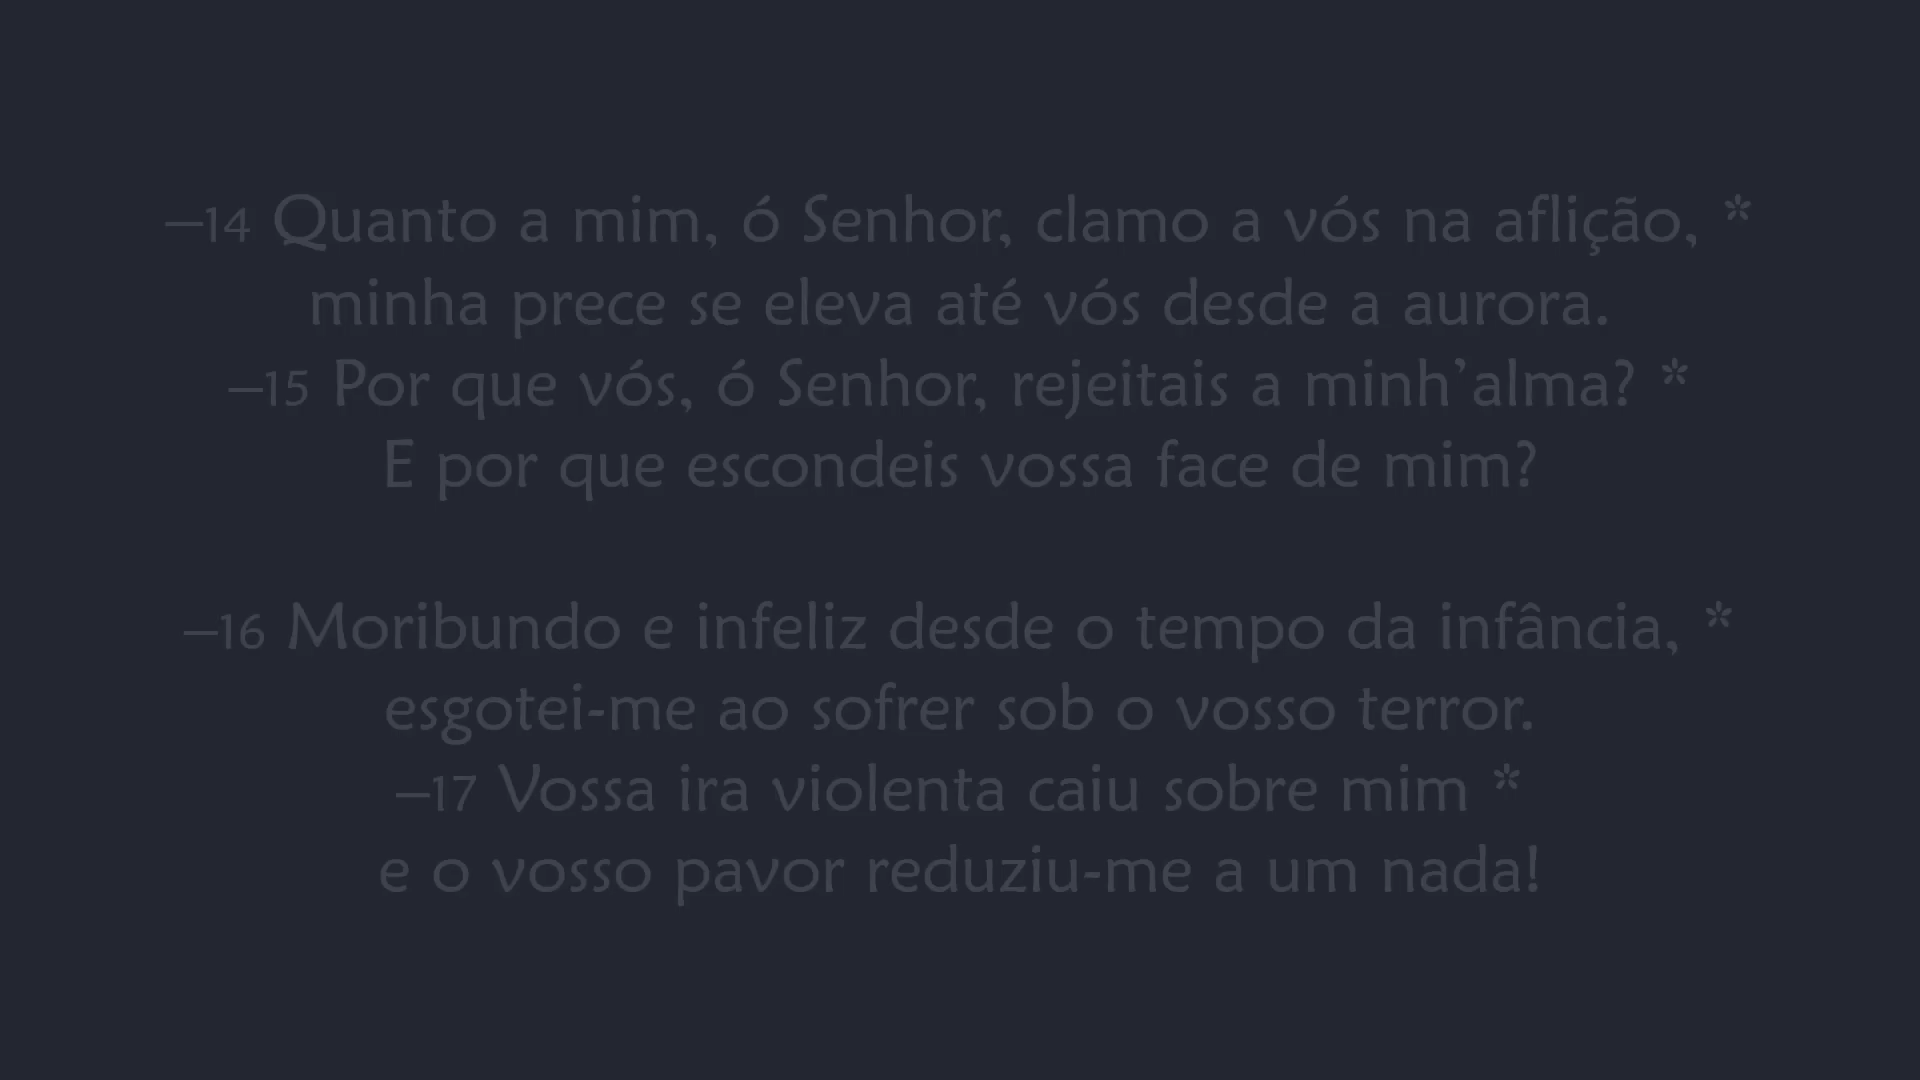 –14 Quanto a mim, ó Senhor, clamo a vós na aflição, *
minha prece se eleva até vós desde a aurora.
–15 Por que vós, ó Senhor, rejeitais a minh’alma? *
E por que escondeis vossa face de mim?
–16 Moribundo e infeliz desde o tempo da infância, *
esgotei-me ao sofrer sob o vosso terror.
–17 Vossa ira violenta caiu sobre mim *
e o vosso pavor reduziu-me a um nada!